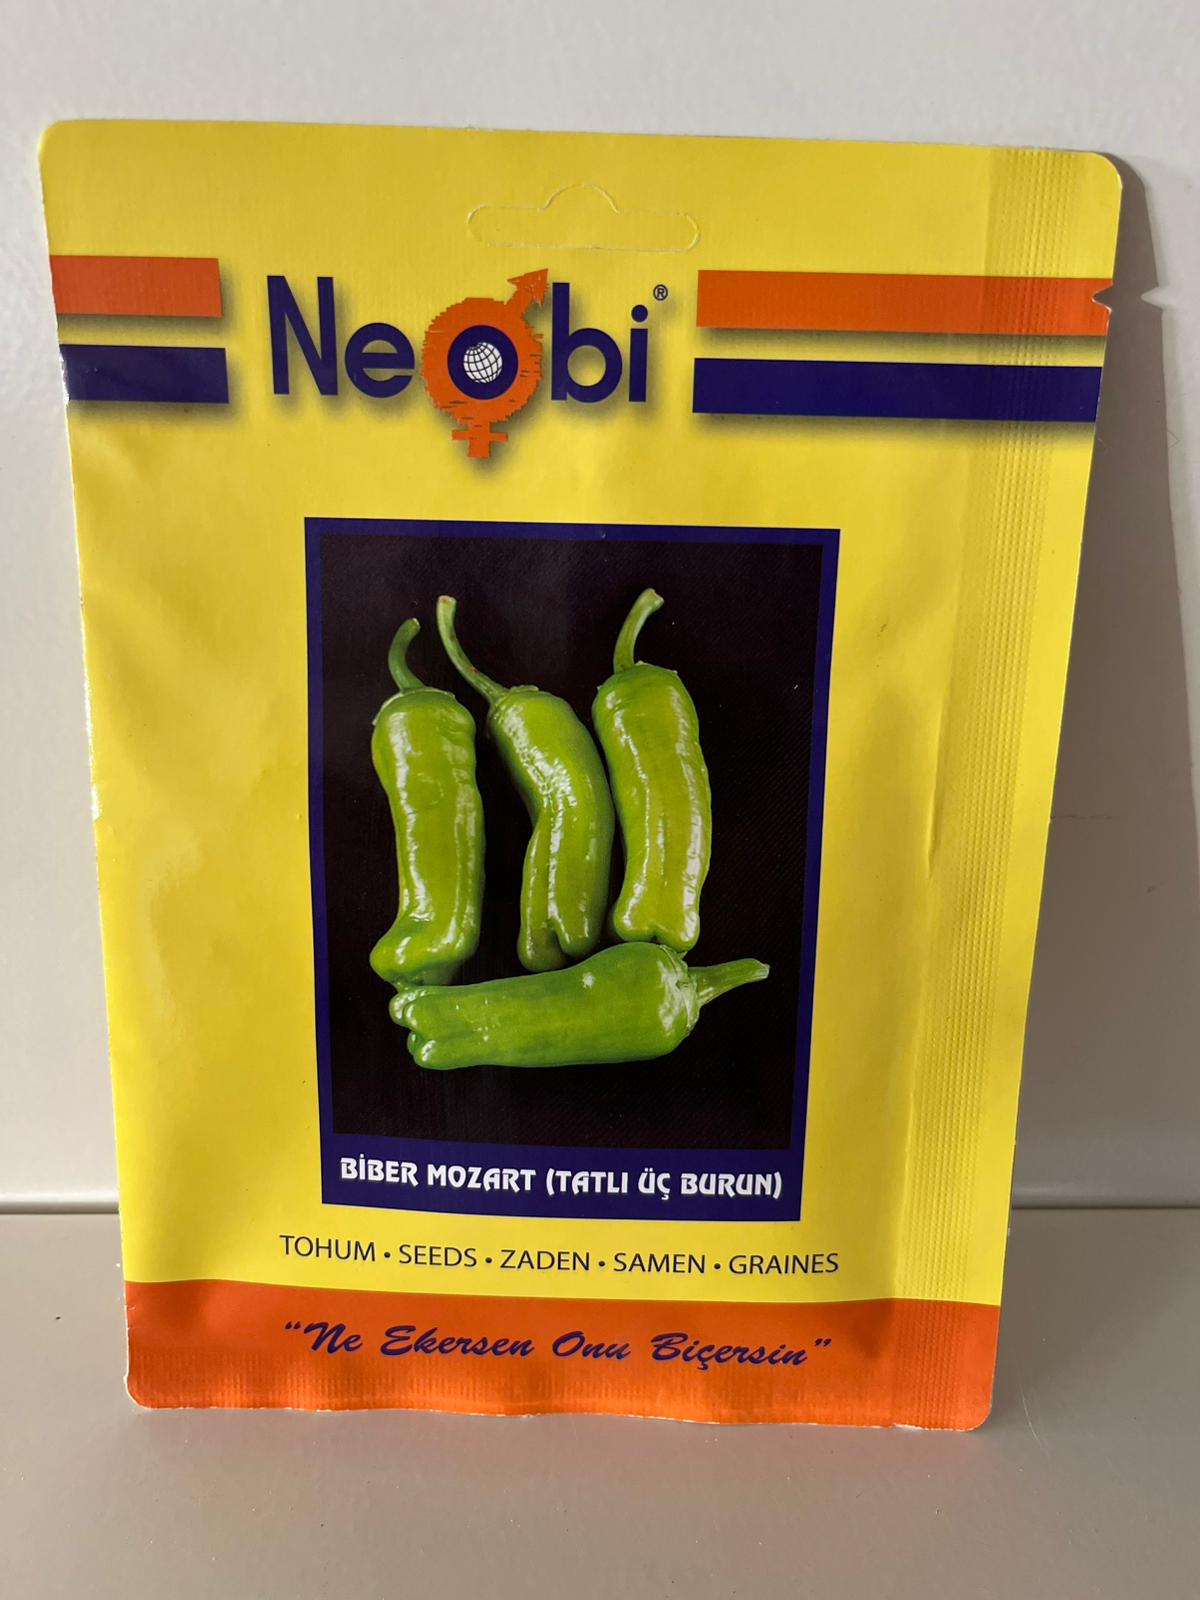 Neobi®
BİBER MOZART (TATLI ÜÇ BURUN)
TOHUM • SEEDS • ZADEN • SAMEN • GRAINES
"Ne Ekersen Onu Biçersin"